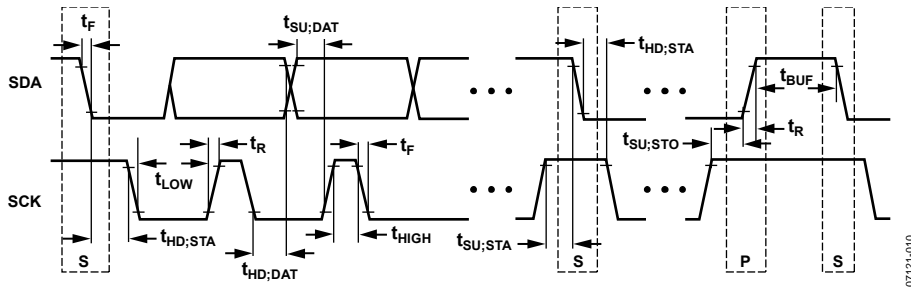 tF
tSU;DAT
tHD;STA
SDA
tBUF
tR
tF
tSU;STO
tR
tLOW
SCK
tHD;STA
tHIGH
tSU;STA
tHD;DAT
S
S
P
S
07121-010